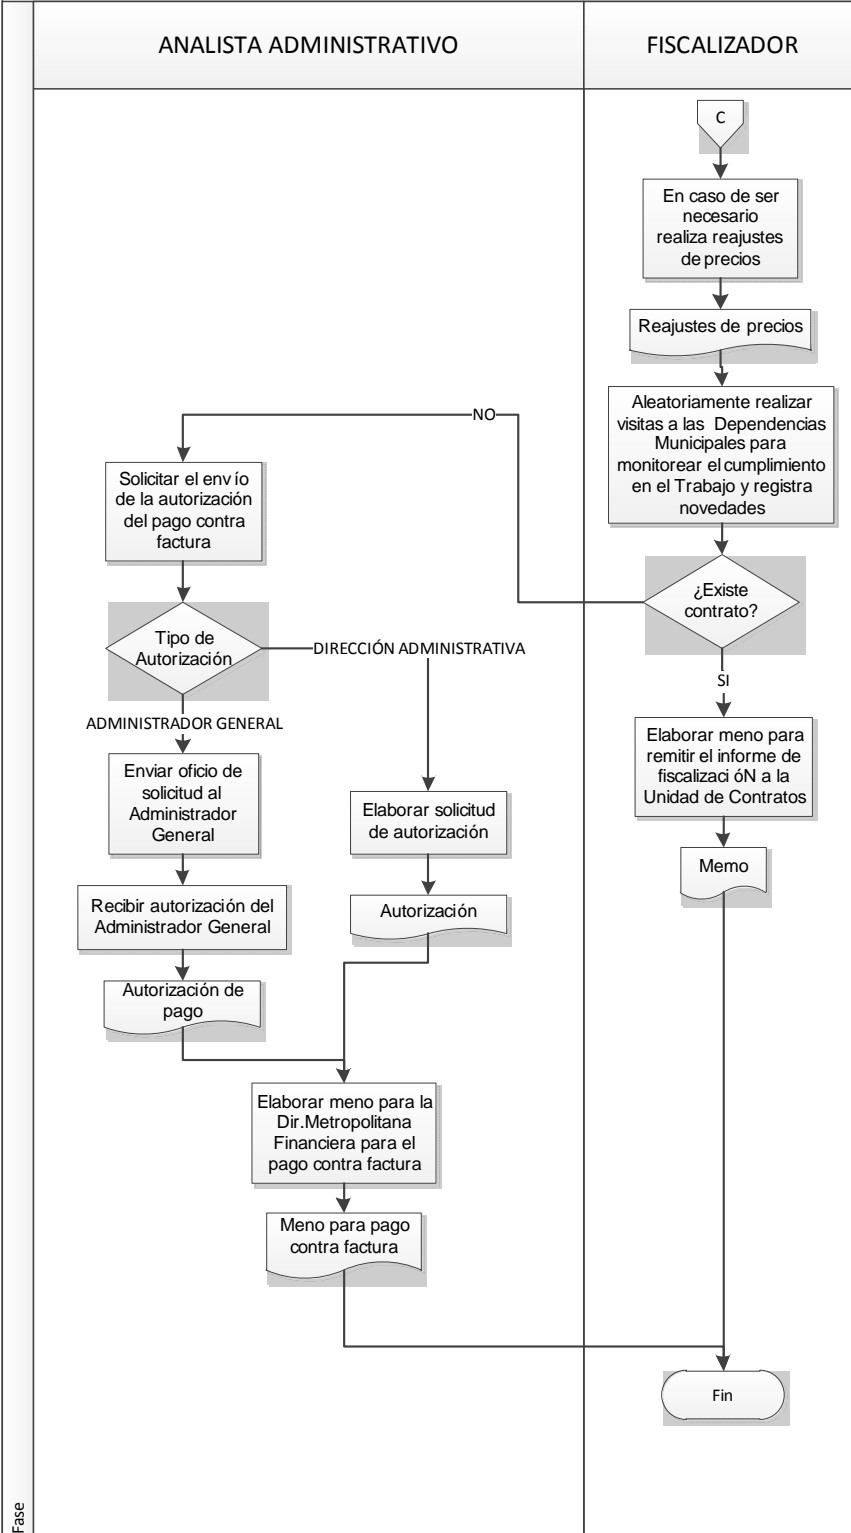 ANALISTA ADMINISTRATIVO
FISCALIZADOR
C
En caso de ser
necesario
realiza reajustes
de precios
Reajustes de precios
Aleatoriamente realizar
visitas a las Dependencias
Municipales para
monitorear el cumplimiento
en el Trabajo y registra
novedades
¿Existe
contrato?
NO
SI
Elaborar meno para
remitir el informe de
fiscalizaci óN a la
Unidad de Contratos
Memo
Solicitar el env ío
de la autorización
del pago contra
factura
Tipo de
Autorización
DIRECCIÓN ADMINISTRATIVA
ADMINISTRADOR GENERAL
Enviar oficio de
solicitud al
Administrador
General
Recibir autorización del
Administrador General
Autorización de
pago
Elaborar solicitud
de autorización
Autorización
Elaborar meno para la
Dir.Metropolitana
Financiera para el
pago contra factura
Meno para pago
contra factura
Fin
Fase